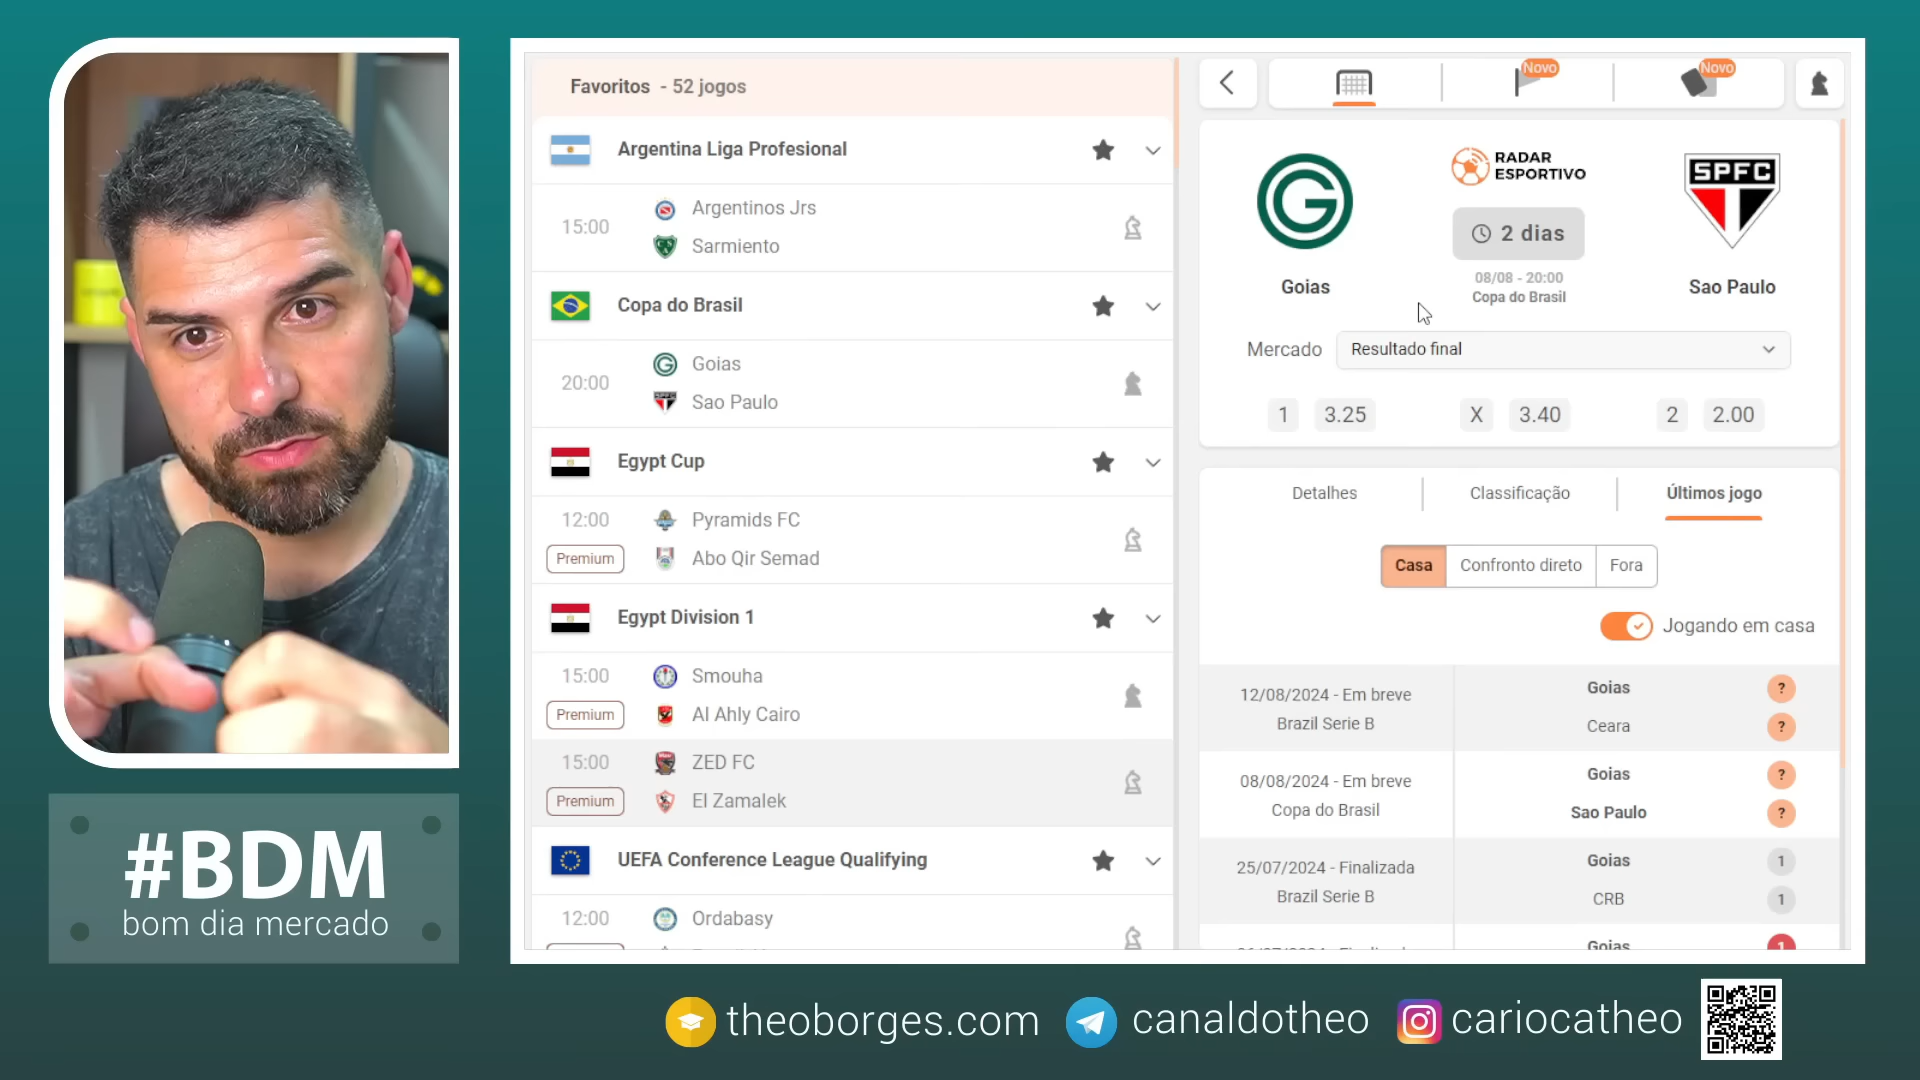 Favoritos - 52 jogos
Argentina Liga Profesional
15:00
Argentinos Jrs
Sarmiento
Copa do Brasil
20:00
Goias
Sao Paulo
Egypt Cup
12:00
Premium
Pyramids FC
Abo Qir Semad
Egypt Division 1
15:00
Premium
Smouha
Al Ahly Cairo
15:00
Premium
ZED FC
El Zamalek
UEFA Conference League Qualifying
12:00
Ordabasy
Novo
Novo
RADAR
ESPORTIVO
SPFC
2 dias
08/08 - 20:00
Copa do Brasil
Goias
Sao Paulo
Mercado
Resultado final
1 3.25 X 3.40 2 2.00
Detalhes
Classificação
Últimos jogo
Casa
Confronto direto
Fora
Jogando em casa
12/08/2024 - Em breve
Brazil Serie B
Goias ?
Ceara ?
08/08/2024 - Em breve
Copa do Brasil
Goias ?
Sao Paulo ?
25/07/2024 - Finalizada
Brazil Serie B
Goias 1
CRB 1
Goias 1
#BDM
bom dia mercado
theoborges.com
canaldotheo
cariocatheo